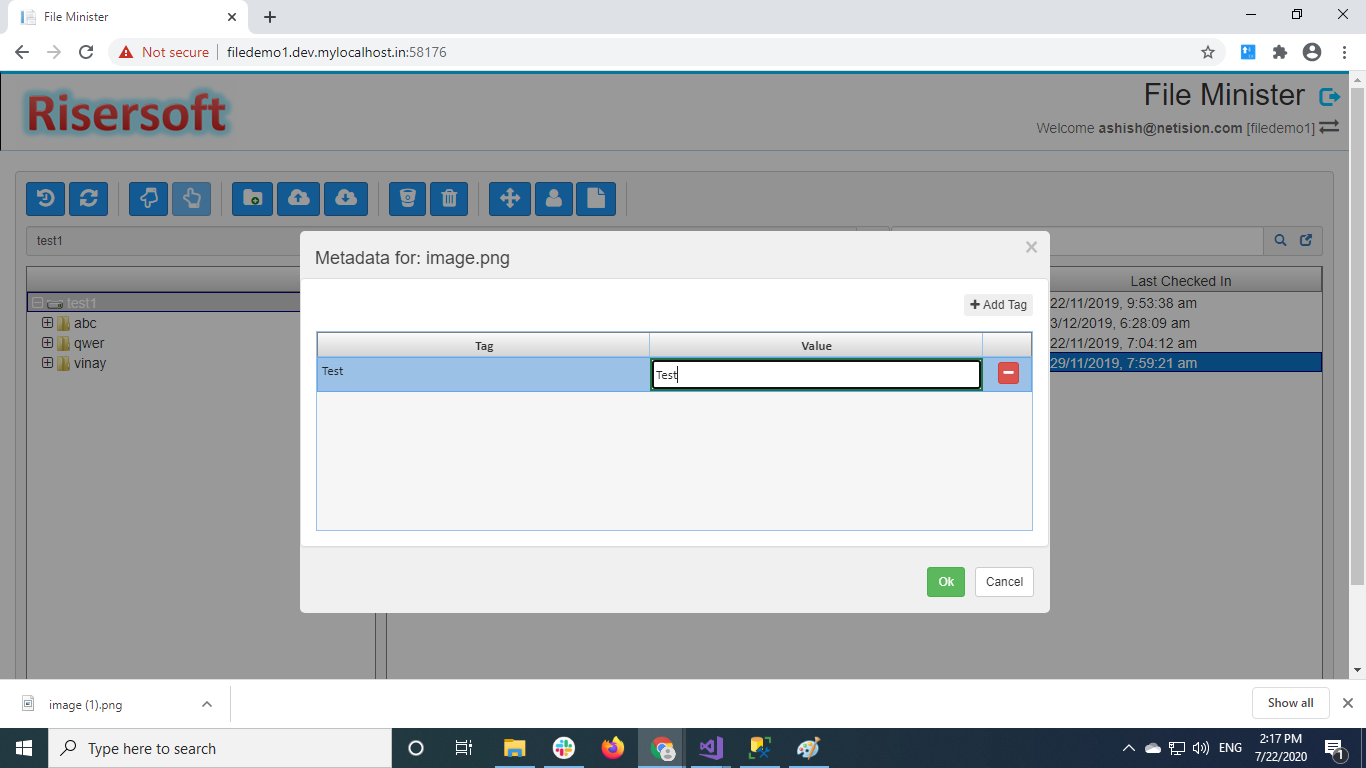 File Minister
Not secure
filedemo1.dev.mylocalhost.in:58176
Risersoft
File Minister
Welcome ashish@netision.com [filedemo1]
test1
Last Checked In
test1
22/11/2019, 9:53:38 am
abc
3/12/2019, 6:28:09 am
qwer
22/11/2019, 7:04:12 am
vinay
29/11/2019, 7:59:21 am
Metadata for: image.png
Add Tag
Tag Value
Test Test
Ok Cancel
image (1).png
Show all
Type here to search
ENG
2:17 PM
7/22/2020
1